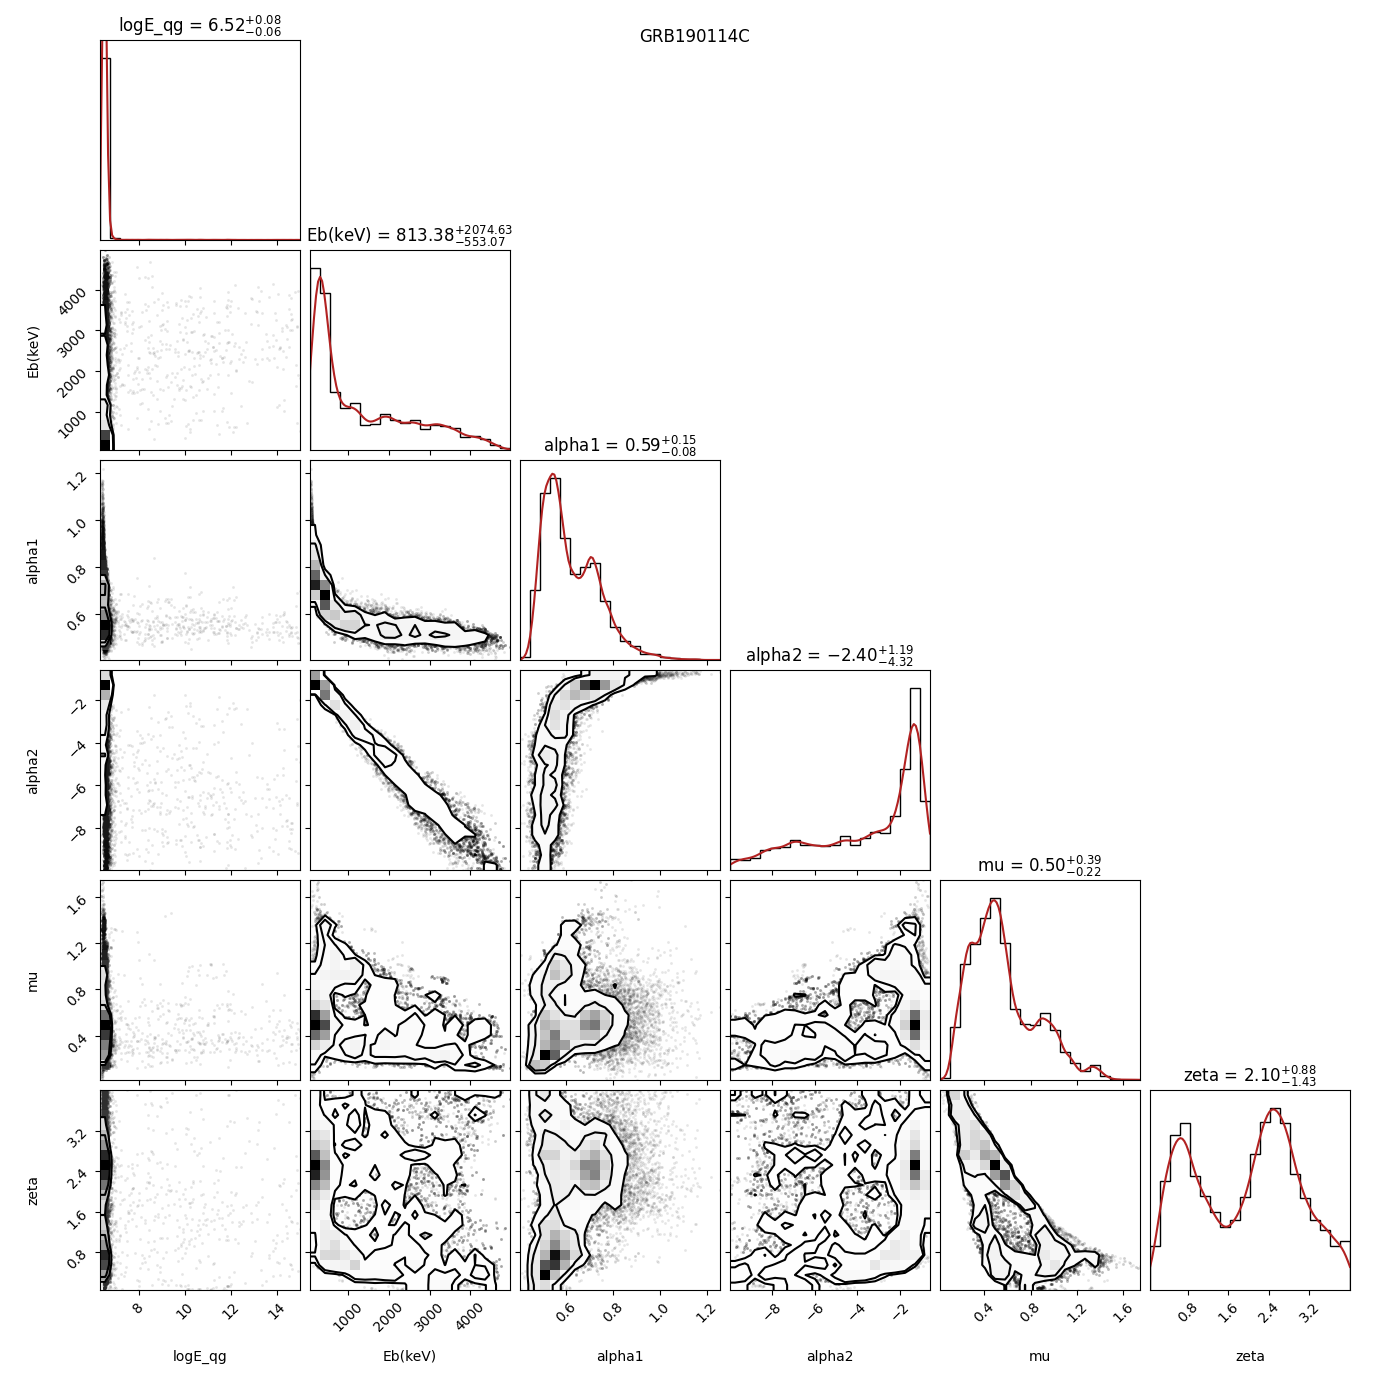 logE_qg = 6.52+0.08−0.06
GRB190114C
Eb(keV) = 813.38+2074.63−553.07
Eb(keV)
4000
3000
2000
1000
alpha1 = 0.59+0.15−0.08
alpha1
1.2
1.0
0.8
0.6
alpha2 = −2.40+1.19−4.32
alpha2
−2
−4
−6
−8
mu = 0.50+0.39−0.22
mu
1.6
1.2
0.8
0.4
zeta = 2.10+0.88−1.43
zeta
3.2
2.4
1.6
0.8
8 10 12 14
1000 2000 3000 4000
0.6 0.8 1.0 1.2
−8 −6 −4 −2
0.4 0.8 1.2 1.6
0.8 1.6 2.4 3.2
logE_qg Eb(keV) alpha1 alpha2 mu zeta